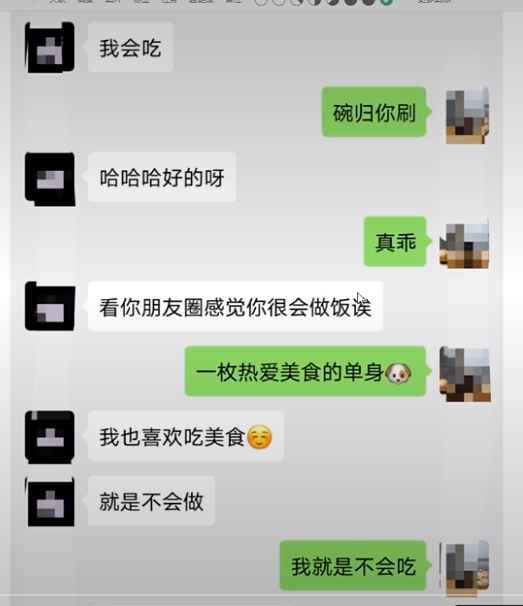 我会吃
碗归你刷
哈哈哈好的呀
真乖
看你朋友圈感觉你很会做饭诶
一枚热爱美食的单身🐶
我也喜欢吃美食☺️
就是不会做
我就是不会吃